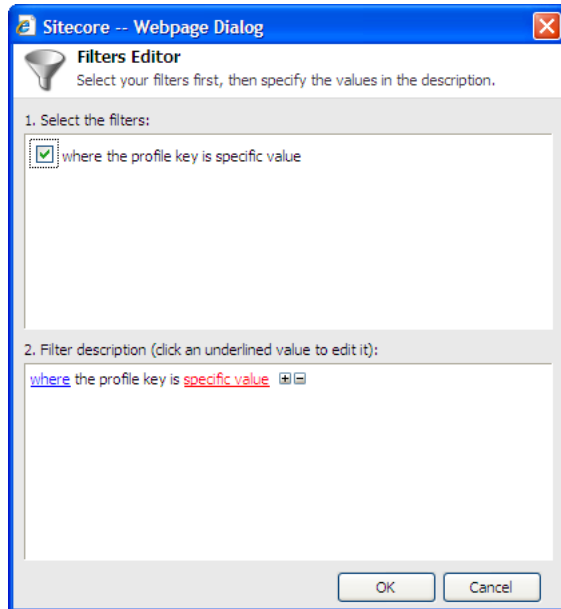 Sitecore -- Webpage Dialog
Filters Editor
Select your filters first, then specify the values in the description.
1. Select the filters:
where the profile key is specific value
2. Filter description (click an underlined value to edit it):
where the profile key is specific value
OK Cancel